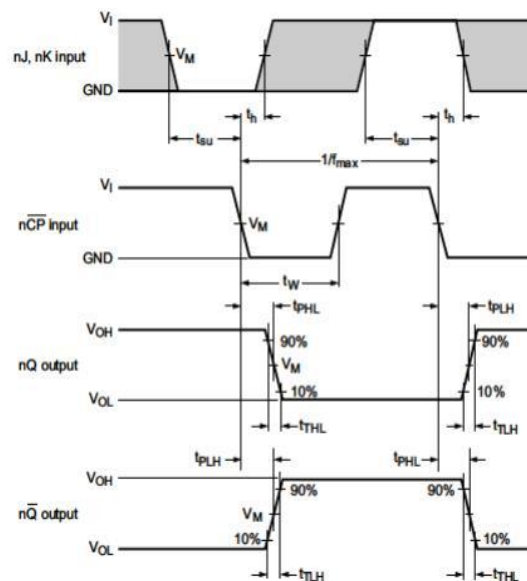 VI
nJ, nK input
VM
GND
th
th
tsu
tsu
1/fmax
VI
nCP input
VM
GND
tW
tPHL
tPLH
VOH
90%
90%
nQ output
VM
10%
10%
VOL
tTHL
tTLH
tPLH
tPHL
VOH
90%
90%
nQ output
VM
10%
10%
VOL
tTLH
tTHL